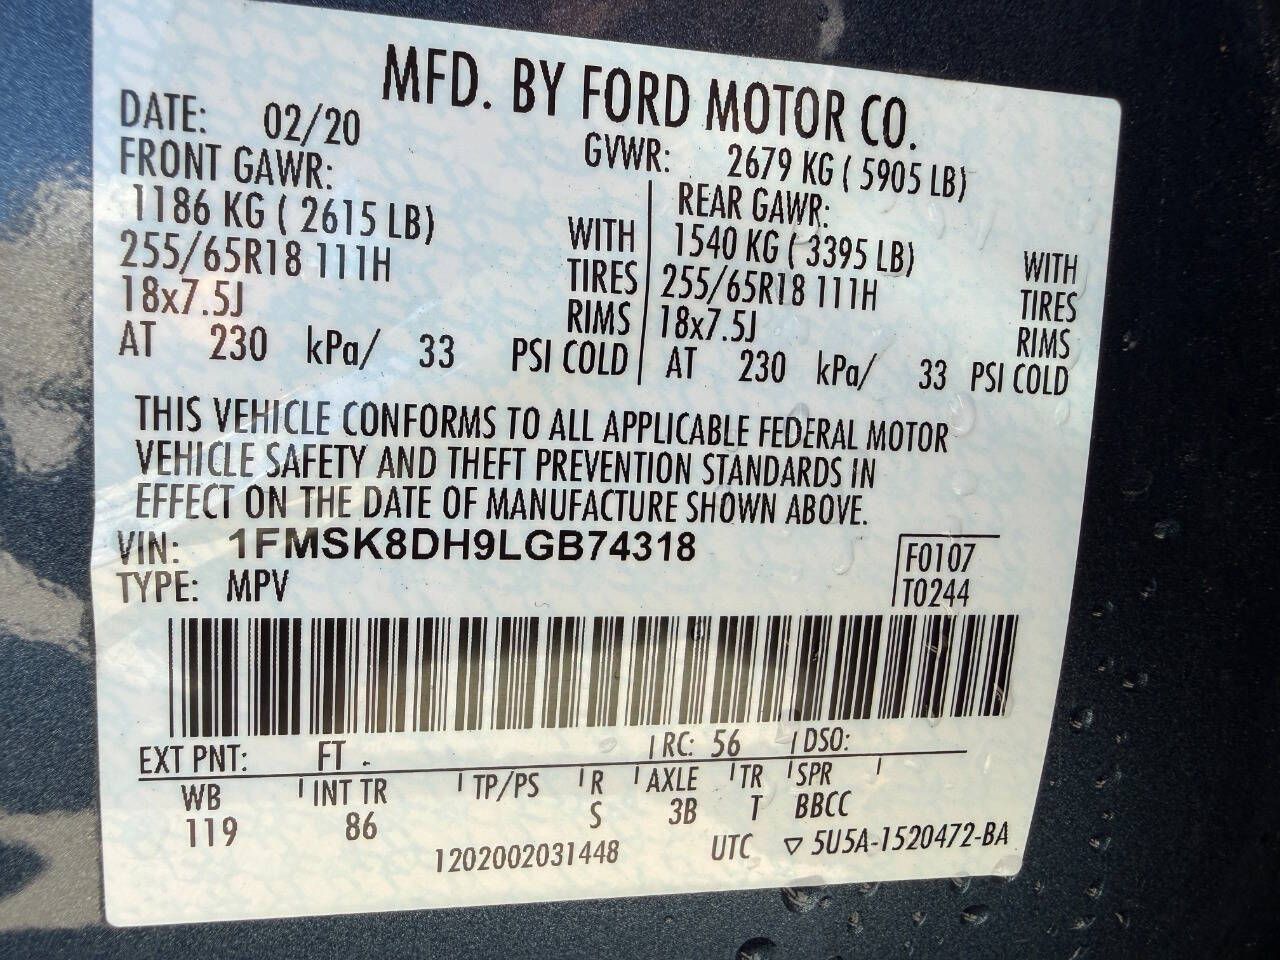 MFD. BY FORD MOTOR CO.
DATE: 02/20 GVWR: 2679 KG ( 5905 LB)
FRONT GAWR: REAR GAWR:
1186 KG ( 2615 LB) WITH 1540 KG ( 3395 LB) WITH
255/65R18 111H TIRES 255/65R18 111H TIRES
18x7.5J RIMS 18x7.5J RIMS
AT 230 kPa/ 33 PSI COLD AT 230 kPa/ 33 PSI COLD
THIS VEHICLE CONFORMS TO ALL APPLICABLE FEDERAL MOTOR
VEHICLE SAFETY AND THEFT PREVENTION STANDARDS IN
EFFECT ON THE DATE OF MANUFACTURE SHOWN ABOVE.
VIN: 1FMSK8DH9LGB74318 F0107
TYPE: MPV T0244
EXT PNT: FT RC: 56 DSO:
WB INT TR TP/PS R AXLE TR SPR
119 86 S 3B T BBCC
1202002031448 UTC ▽ 5U5A-1520472-BA